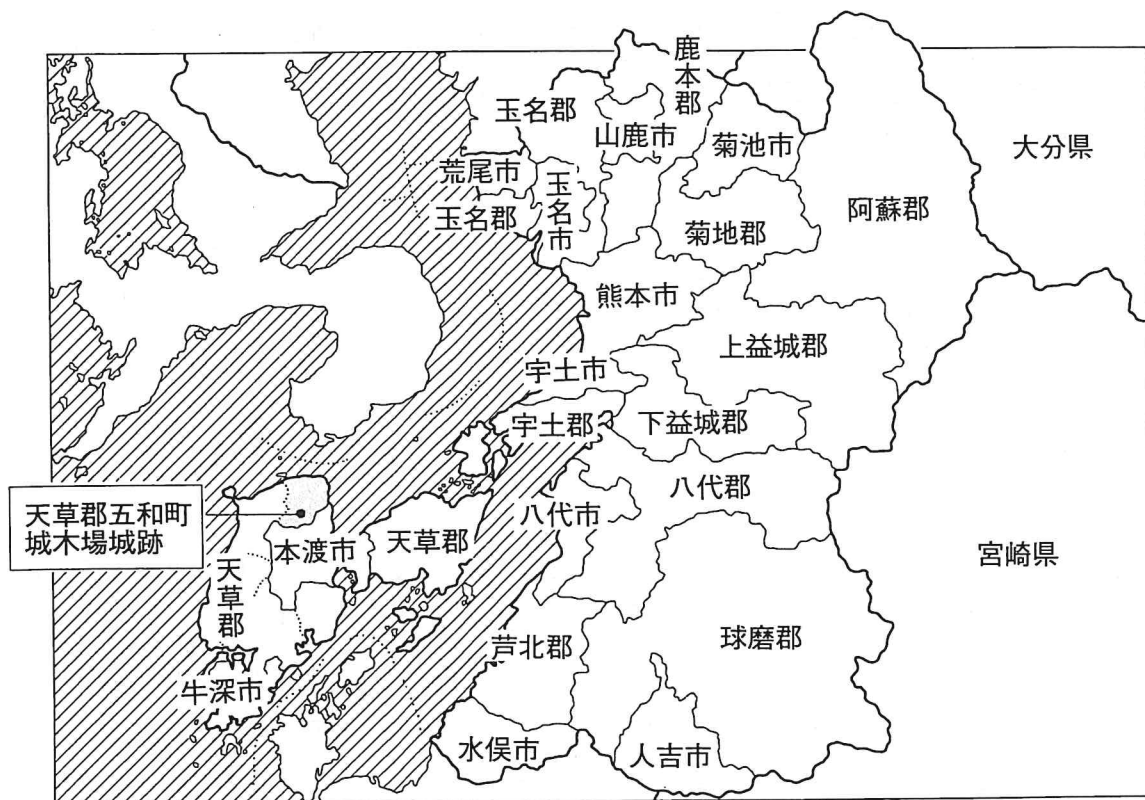 鹿本郡
玉名郡
山鹿市
菊池市
大分県
荒尾市
玉名市
阿蘇郡
玉名郡
菊地郡
熊本市
上益城郡
宇土市
宇土郡
下益城郡
八代郡
天草郡五和町
城木場城跡
八代市
本渡市
天草郡
宮崎県
天草郡
芦北郡
球磨郡
牛深市
水俣市
人吉市